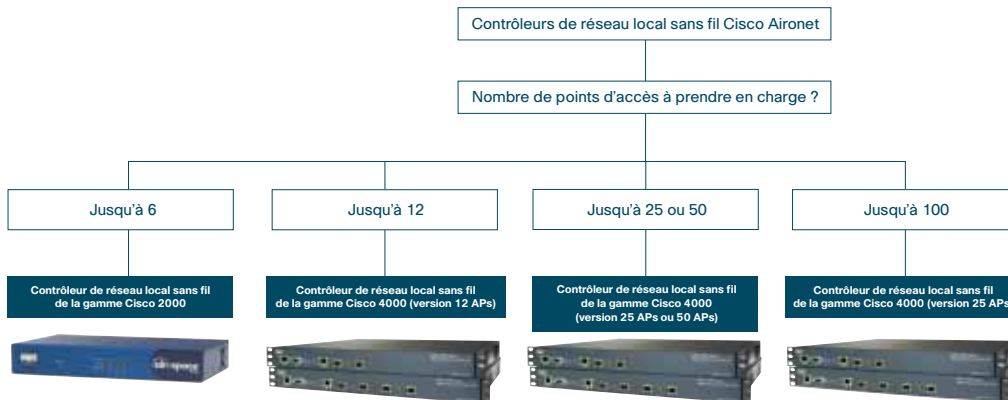 Contrôleurs de réseau local sans fil Cisco Aironet
Nombre de points d'accès à prendre en charge ?
Jusqu'à 6
Jusqu'à 12
Jusqu'à 25 ou 50
Jusqu'à 100
Contrôleur de réseau local sans fil
de la gamme Cisco 2000
Contrôleur de réseau local sans fil
de la gamme Cisco 4000 (version 12 APs)
Contrôleur de réseau local sans fil
de la gamme Cisco 4000
(version 25 APs ou 50 APs)
Contrôleur de réseau local sans fil
de la gamme Cisco 4000 (version 25 APs